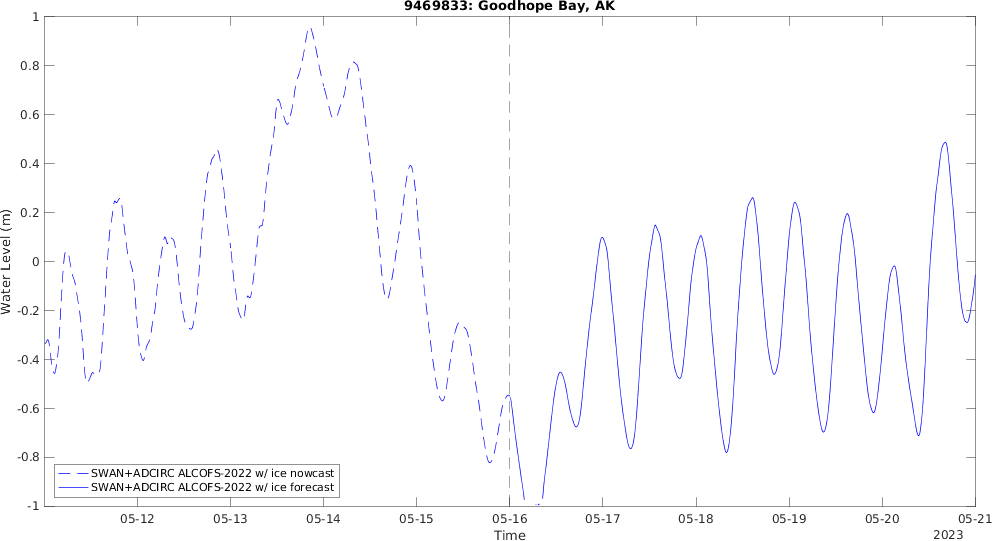 9469833: Goodhope Bay, AK
Water Level (m)
1
0.8
0.6
0.4
0.2
0
-0.2
-0.4
-0.6
-0.8
-1
SWAN+ADCIRC ALCOFS-2022 w/ ice nowcast
SWAN+ADCIRC ALCOFS-2022 w/ ice forecast
05-12 05-13 05-14 05-15 05-16 05-17 05-18 05-19 05-20 05-21
Time
2023